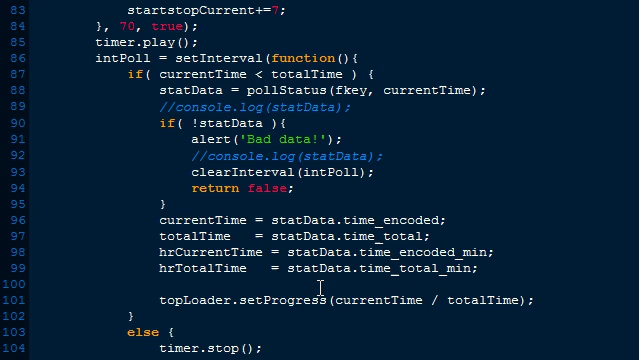 83 startstopCurrent+=7;
84 }, 70, true);
85 timer.play();
86 intPoll = setInterval(function(){
87 if( currentTime < totalTime ) {
88 statData = pollStatus(fkey, currentTime);
89 //console.log(statData);
90 if( !statData ){
91 alert('Bad data!');
92 //console.log(statData);
93 clearInterval(intPoll);
94 return false;
95 }
96 currentTime = statData.time_encoded;
97 totalTime = statData.time_total;
98 hrCurrentTime = statData.time_encoded_min;
99 hrTotalTime = statData.time_total_min;
100
101 topLoader.setProgress(currentTime / totalTime);
102 }
103 else {
104 timer.stop();